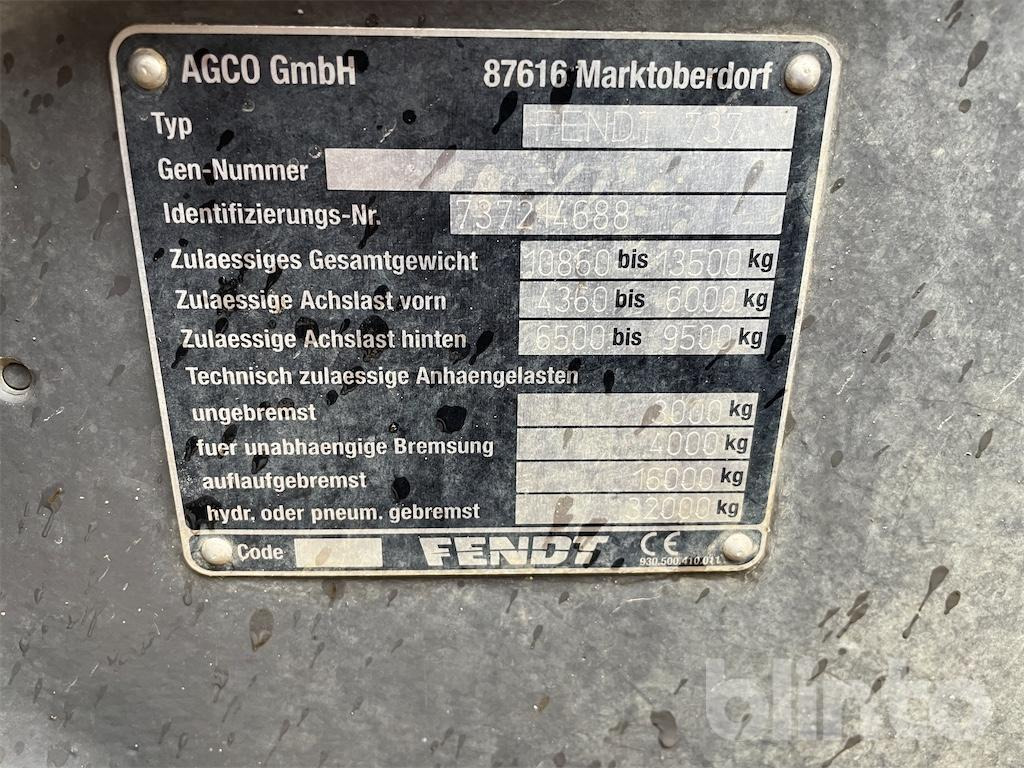 AGCO GmbH 87616 Marktoberdorf
Typ FENDT 737
Gen-Nummer
Identifizierungs-Nr. 737214688
Zulaessiges Gesamtgewicht 10860 bis 13500 kg
Zulaessige Achslast vorn 4360 bis 6000 kg
Zulaessige Achslast hinten 6500 bis 9500 kg
Technisch zulaessige Anhaengelasten
ungebremst 3000 kg
fuer unabhaengige Bremsung 4000 kg
auflaufgebremst 16000 kg
hydr. oder pneum. gebremst 32000 kg
Code FENDT CE
930.500.410.011
blinto